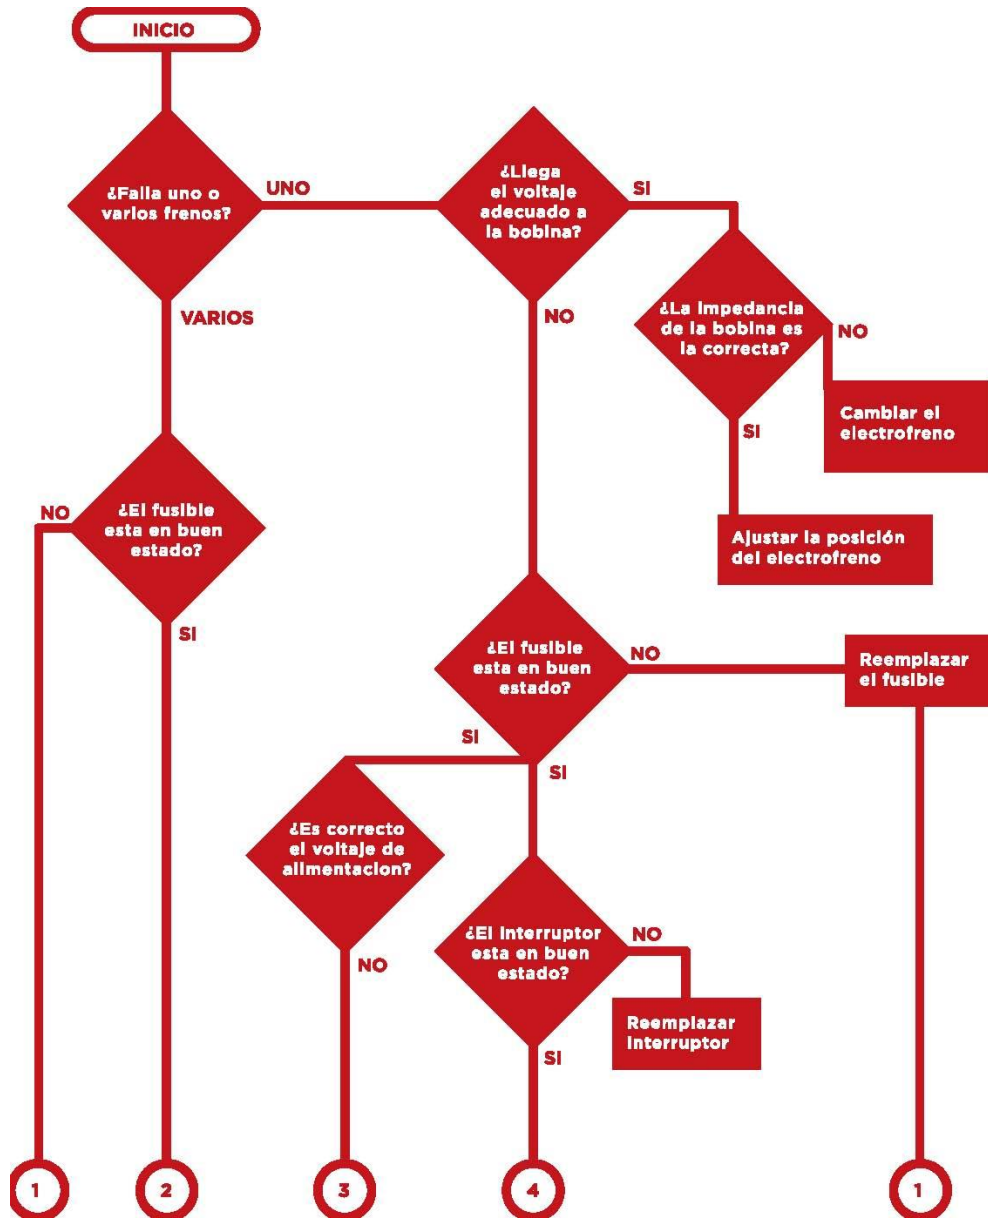 INICIO
¿Falla uno o
varios frenos?
UNO
¿Llega
el voltaje
adecuado a
la bobina?
SI
VARIOS
NO
¿La impedancia
de la bobina es
la correcta?
NO
Cambiar el
electrofreno
SI
Ajustar la posición
del electrofreno
NO
¿El fusible
esta en buen
estado?
SI
¿El fusible
esta en buen
estado?
NO
Reemplazar
el fusible
SI
SI
¿Es correcto
el voltaje de
alimentacion?
NO
¿El interruptor
esta en buen
estado?
NO
Reemplazar
interruptor
SI
1
2
3
4
1